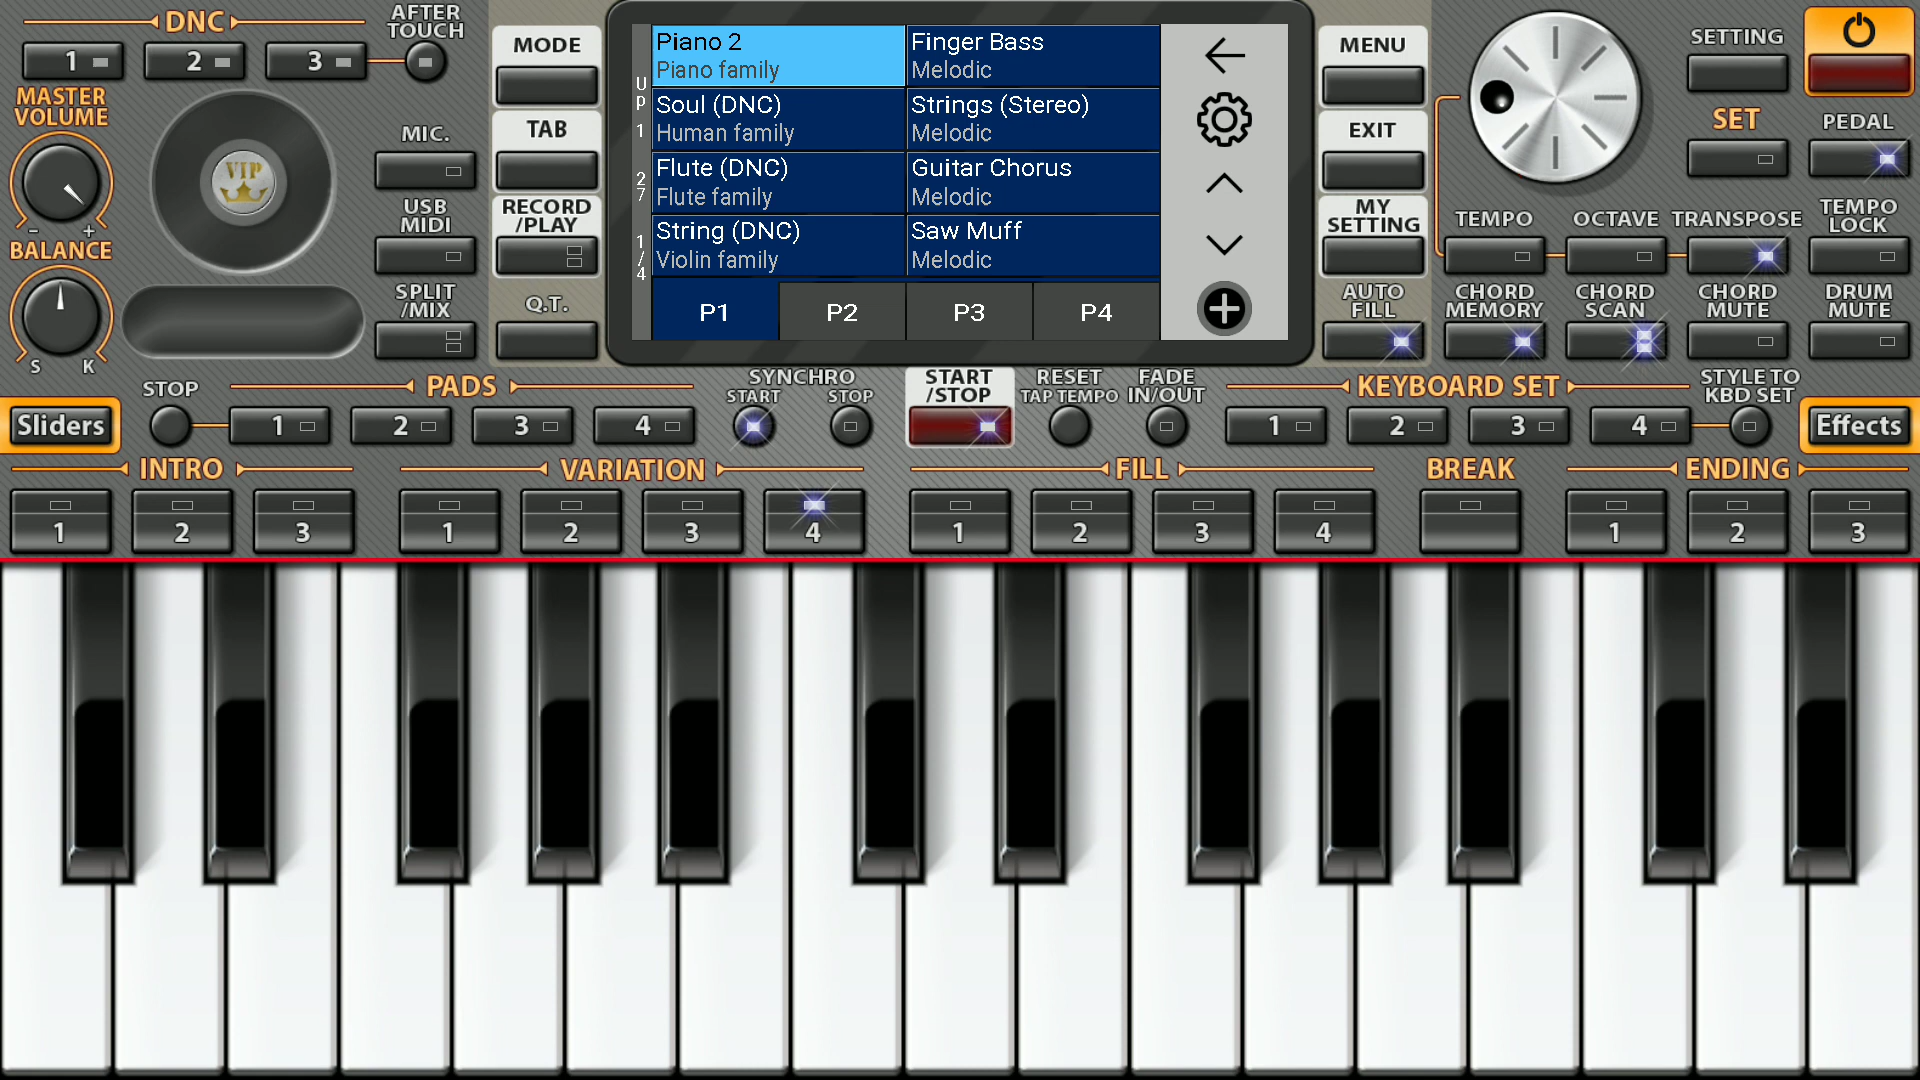 DNC
1
2
3
AFTER
TOUCH
MASTER
VOLUME
- +
BALANCE
S K
VIP
MIC.
USB
MIDI
SPLIT
/MIX
MODE
TAB
RECORD
/PLAY
Q.T.
Up 1
27
1/4
Piano 2
Piano family
Finger Bass
Melodic
Soul (DNC)
Human family
Strings (Stereo)
Melodic
Flute (DNC)
Flute family
Guitar Chorus
Melodic
String (DNC)
Violin family
Saw Muff
Melodic
P1
P2
P3
P4
MENU
EXIT
MY
SETTING
AUTO
FILL
SETTING
SET
PEDAL
TEMPO
OCTAVE
TRANSPOSE
TEMPO
LOCK
CHORD
MEMORY
CHORD
SCAN
CHORD
MUTE
DRUM
MUTE
Sliders
STOP
PADS
1
2
3
4
SYNCHRO
START
STOP
START
/STOP
RESET
TAP TEMPO
FADE
IN/OUT
KEYBOARD SET
1
2
3
4
STYLE TO
KBD SET
Effects
INTRO
1
2
3
VARIATION
1
2
3
4
FILL
1
2
3
4
BREAK
ENDING
1
2
3